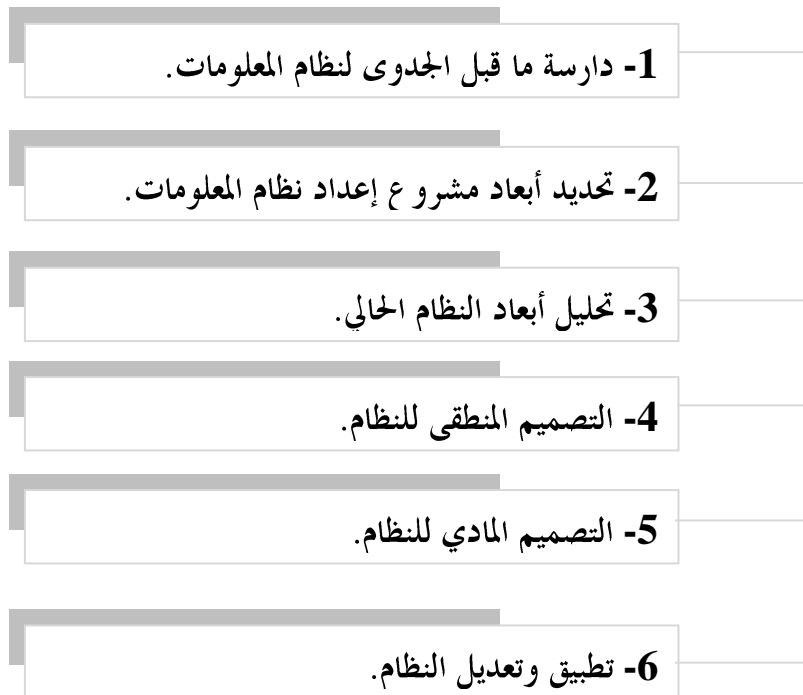 1- دارسة ما قبل الجدوى لنظام المعلومات.
2- تحديد أبعاد مشرو ع إعداد نظام المعلومات.
3- تحليل أبعاد النظام الحالي.
4- التصميم المنطقى للنظام.
5- التصميم المادي للنظام.
6- تطبيق وتعديل النظام.